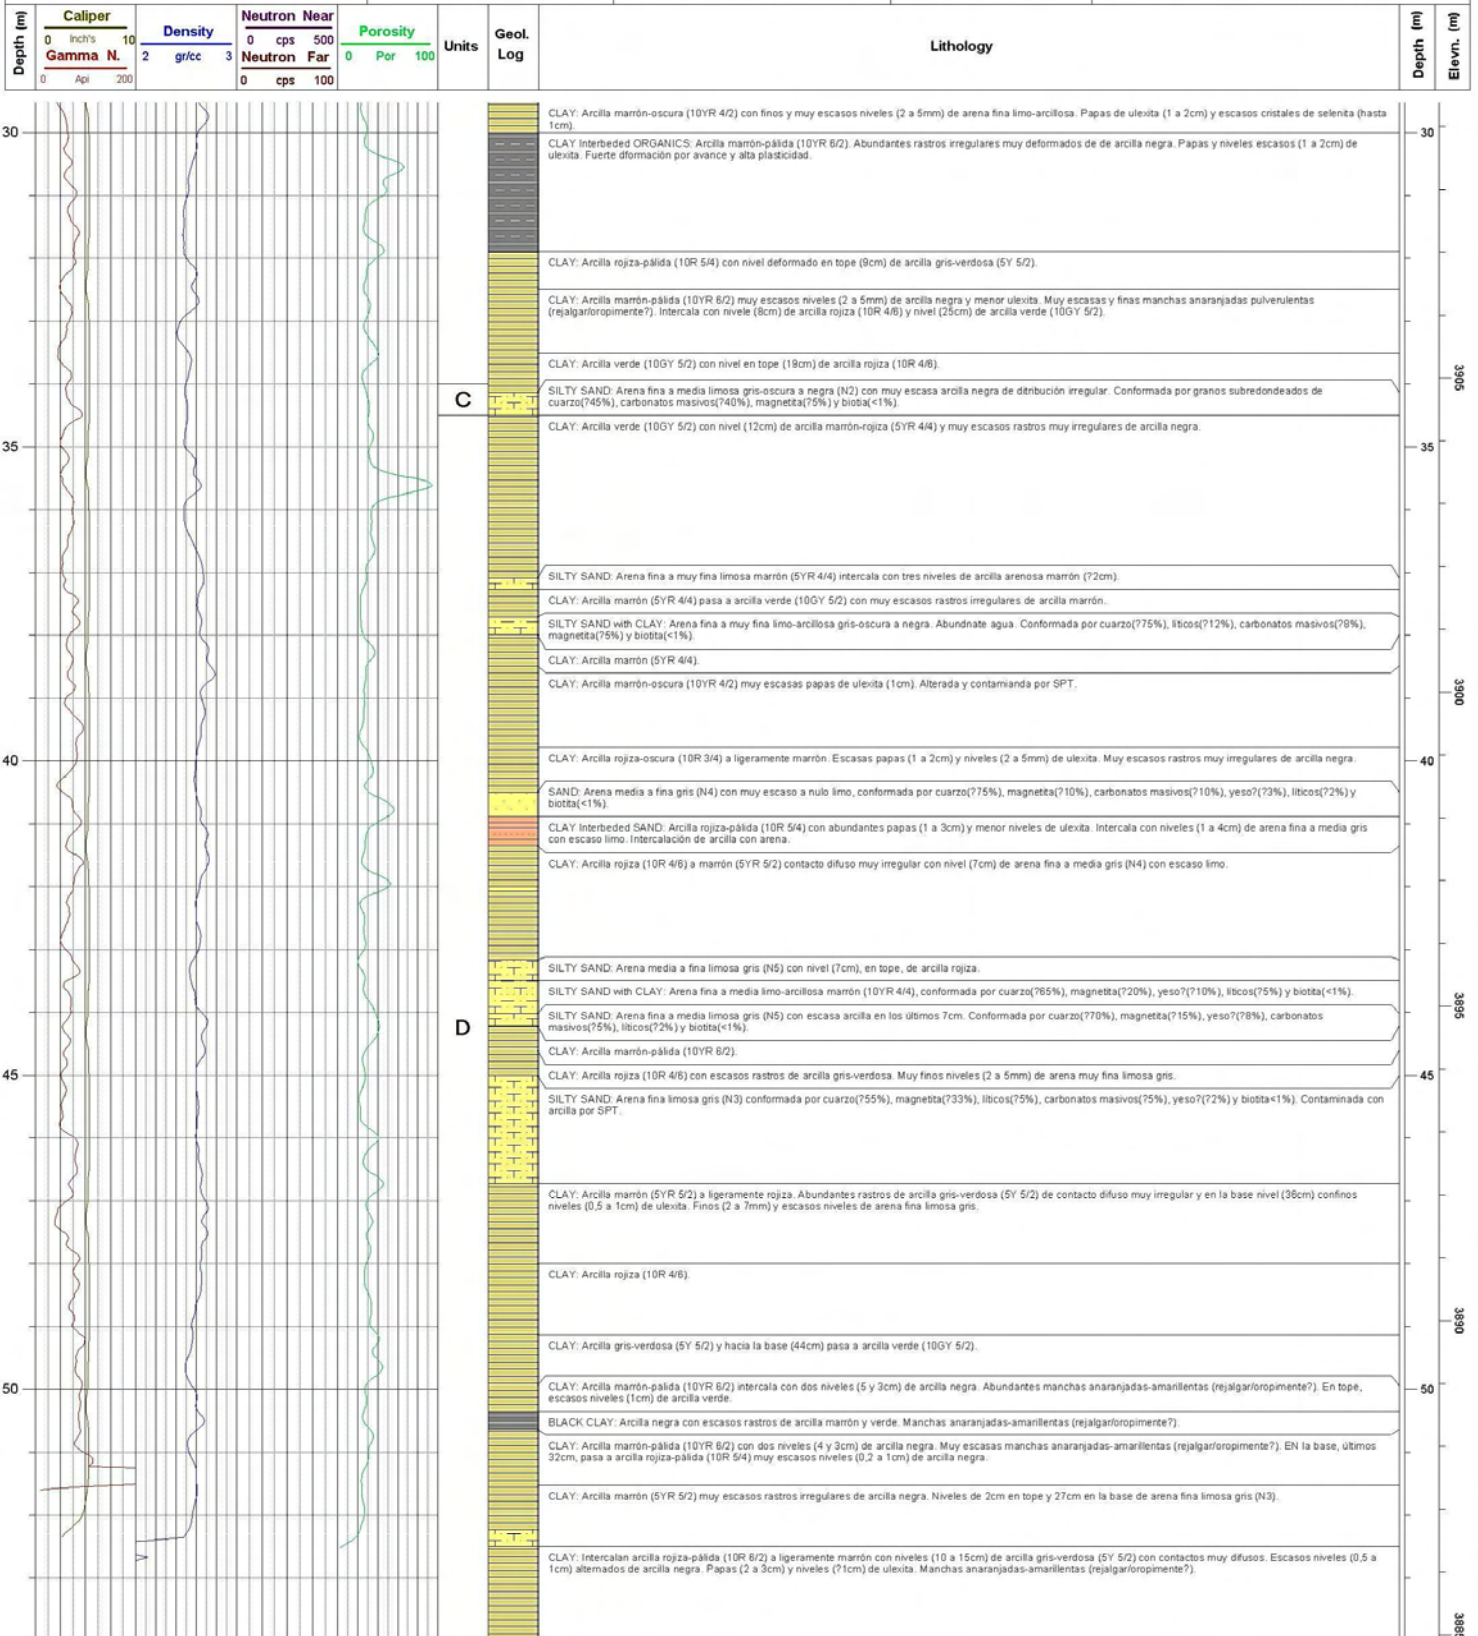 Depth (m)
Caliper
0 Inch's 10
Gamma N.
0 Api 200
Density
2 gr/cc 3
Neutron Near
0 cps 500
Neutron Far
0 cps 100
Porosity
0 Por 100
Units
Geol.
Log
Lithology
Depth (m)
Elevn. (m)
CLAY: Arcilla marrón-oscura (10YR 4/2) con finos y muy escasos niveles (2 a 5mm) de arena fina limo-arcillosa. Papas de ulexita (1 a 2cm) y escasos cristales de selenita (hasta
1cm).
30
30
CLAY Interbeded ORGANICS: Arcilla marrón-pálida (10YR 6/2). Abundantes rastros irregulares muy deformados de de arcilla negra. Papas y niveles escasos (1 a 2cm) de
ulexita. Fuerte dformación por avance y alta plasticidad.
CLAY: Arcilla rojiza-pálida (10R 5/4) con nivel deformado en tope (9cm) de arcilla gris-verdosa (5Y 5/2).
CLAY: Arcilla marrón-pálida (10YR 6/2) muy escasos niveles (2 a 5mm) de arcilla negra y menor ulexita. Muy escasas y finas manchas anaranjadas pulverulentas
(rejalgar/oropimente?). Intercala con nivele (8cm) de arcilla rojiza (10R 4/6) y nivel (25cm) de arcilla verde (10GY 5/2).
CLAY: Arcilla verde (10GY 5/2) con nivel en tope (19cm) de arcilla rojiza (10R 4/6).
3905
C
SILTY SAND: Arena fina a media limosa gris-oscura a negra (N2) con muy escasa arcilla negra de ditribución irregular. Conformada por granos subredondeados de
cuarzo(?45%), carbonatos masivos(?40%), magnetita(?5%) y biotia(<1%).
CLAY: Arcilla verde (10GY 5/2) con nivel (12cm) de arcilla marrón-rojiza (5YR 4/4) y muy escasos rastros muy irregulares de arcilla negra.
35
35
SILTY SAND: Arena fina a muy fina limosa marrón (5YR 4/4) intercala con tres niveles de arcilla arenosa marrón (?2cm).
CLAY: Arcilla marrón (5YR 4/4) pasa a arcilla verde (10GY 5/2) con muy escasos rastros irregulares de arcilla marrón.
SILTY SAND with CLAY: Arena fina a muy fina limo-arcillosa gris-oscura a negra. Abundnate agua. Conformada por cuarzo(?75%), líticos(?12%), carbonatos masivos(?8%),
magnetita(?5%) y biotita(<1%).
CLAY: Arcilla marrón (5YR 4/4).
CLAY: Arcilla marrón-oscura (10YR 4/2) muy escasas papas de ulexita (1cm). Alterada y contamianda por SPT.
3900
CLAY: Arcilla rojiza-oscura (10R 3/4) a ligeramente marrón. Escasas papas (1 a 2cm) y niveles (2 a 5mm) de ulexita. Muy escasos rastros muy irregulares de arcilla negra.
40
40
SAND: Arena media a fina gris (N4) con muy escaso a nulo limo, conformada por cuarzo(?75%), magnetita(?10%), carbonatos masivos(?10%), yeso?(?3%), líticos(?2%) y
biotita(<1%).
CLAY Interbeded SAND: Arcilla rojiza-pálida (10R 5/4) con abundantes papas (1 a 3cm) y menor niveles de ulexita. Intercala con niveles (1 a 4cm) de arena fina a media gris
con escaso limo. Intercalación de arcilla con arena.
CLAY: Arcilla rojiza (10R 4/6) a marrón (5YR 5/2) contacto difuso muy irregular con nivel (7cm) de arena fina a media gris (N4) con escaso limo.
SILTY SAND: Arena media a fina limosa gris (N5) con nivel (7cm), en tope, de arcilla rojiza.
SILTY SAND with CLAY: Arena fina a media limo-arcillosa marrón (10YR 4/4), conformada por cuarzo(?65%), magnetita(?20%), yeso?(?10%), líticos(?5%) y biotita(<1%).
3895
D
SILTY SAND: Arena fina a media limosa gris (N5) con escasa arcilla en los últimos 7cm. Conformada por cuarzo(?70%), magnetita(?15%), yeso?(?8%), carbonatos
masivos(?5%), líticos(?2%) y biotita(<1%).
CLAY: Arcilla marrón-pálida (10YR 6/2).
45
CLAY: Arcilla rojiza (10R 4/6) con escasos rastros de arcilla gris-verdosa. Muy finos niveles (2 a 5mm) de arena muy fina limosa gris.
45
SILTY SAND: Arena fina limosa gris (N3) conformada por cuarzo(?55%), magnetita(?33%), líticos(?5%), carbonatos masivos(?5%), yeso?(?2%) y biotita<1%). Contaminada con
arcilla por SPT.
CLAY: Arcilla marrón (5YR 5/2) a ligeramente rojiza. Abundantes rastros de arcilla gris-verdosa (5Y 5/2) de contacto difuso muy irregular y en la base nivel (36cm) confinos
niveles (0,5 a 1cm) de ulexita. Finos (2 a 7mm) y escasos niveles de arena fina limosa gris.
CLAY: Arcilla rojiza (10R 4/6).
3890
CLAY: Arcilla gris-verdosa (5Y 5/2) y hacia la base (44cm) pasa a arcilla verde (10GY 5/2).
50
50
CLAY: Arcilla marrón-palida (10YR 6/2) intercala con dos niveles (5 y 3cm) de arcilla negra. Abundantes manchas anaranjadas-amarillentas (rejalgar/oropimente?). En tope,
escasos niveles (1cm) de arcilla verde.
BLACK CLAY: Arcilla negra con escasos rastros de arcilla marrón y verde. Manchas anaranjadas-amarillentas (rejalgar/oropimente?).
CLAY: Arcilla marrón-pálida (10YR 6/2) con dos niveles (4 y 3cm) de arcilla negra. Muy escasas manchas anaranjadas-amarillentas (rejalgar/oropimente?). EN la base, últimos
32cm, pasa a arcilla rojiza-pálida (10R 5/4) muy escasos niveles (0,2 a 1cm) de arcilla negra.
CLAY: Arcilla marrón (5YR 5/2) muy escasos rastros irregulares de arcilla negra. Niveles de 2cm en tope y 27cm en la base de arena fina limosa gris (N3).
CLAY: Intercalan arcilla rojiza-pálida (10R 6/2) a ligeramente marrón con niveles (10 a 15cm) de arcilla gris-verdosa (5Y 5/2) con contactos muy difusos. Escasos niveles (0,5 a
1cm) alternados de arcilla negra. Papas (2 a 3cm) y niveles (?1cm) de ulexita. Manchas anaranjadas-amarillentas (rejalgar/oropimente?).